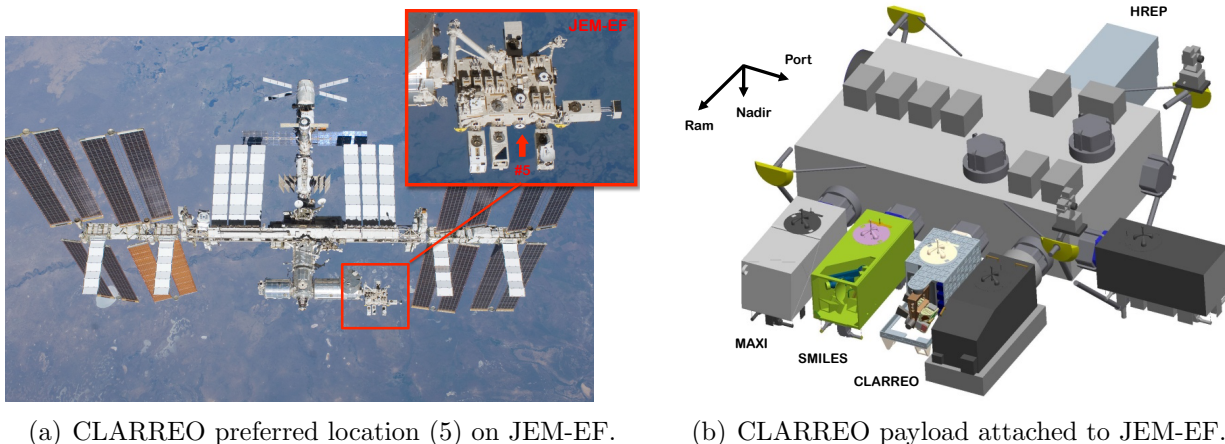 JEM-EF
#5
HREP
Port
Nadir
Ram
MAXI
SMILES
CLARREO
(a) CLARREO preferred location (5) on JEM-EF.
(b) CLARREO payload attached to JEM-EF.